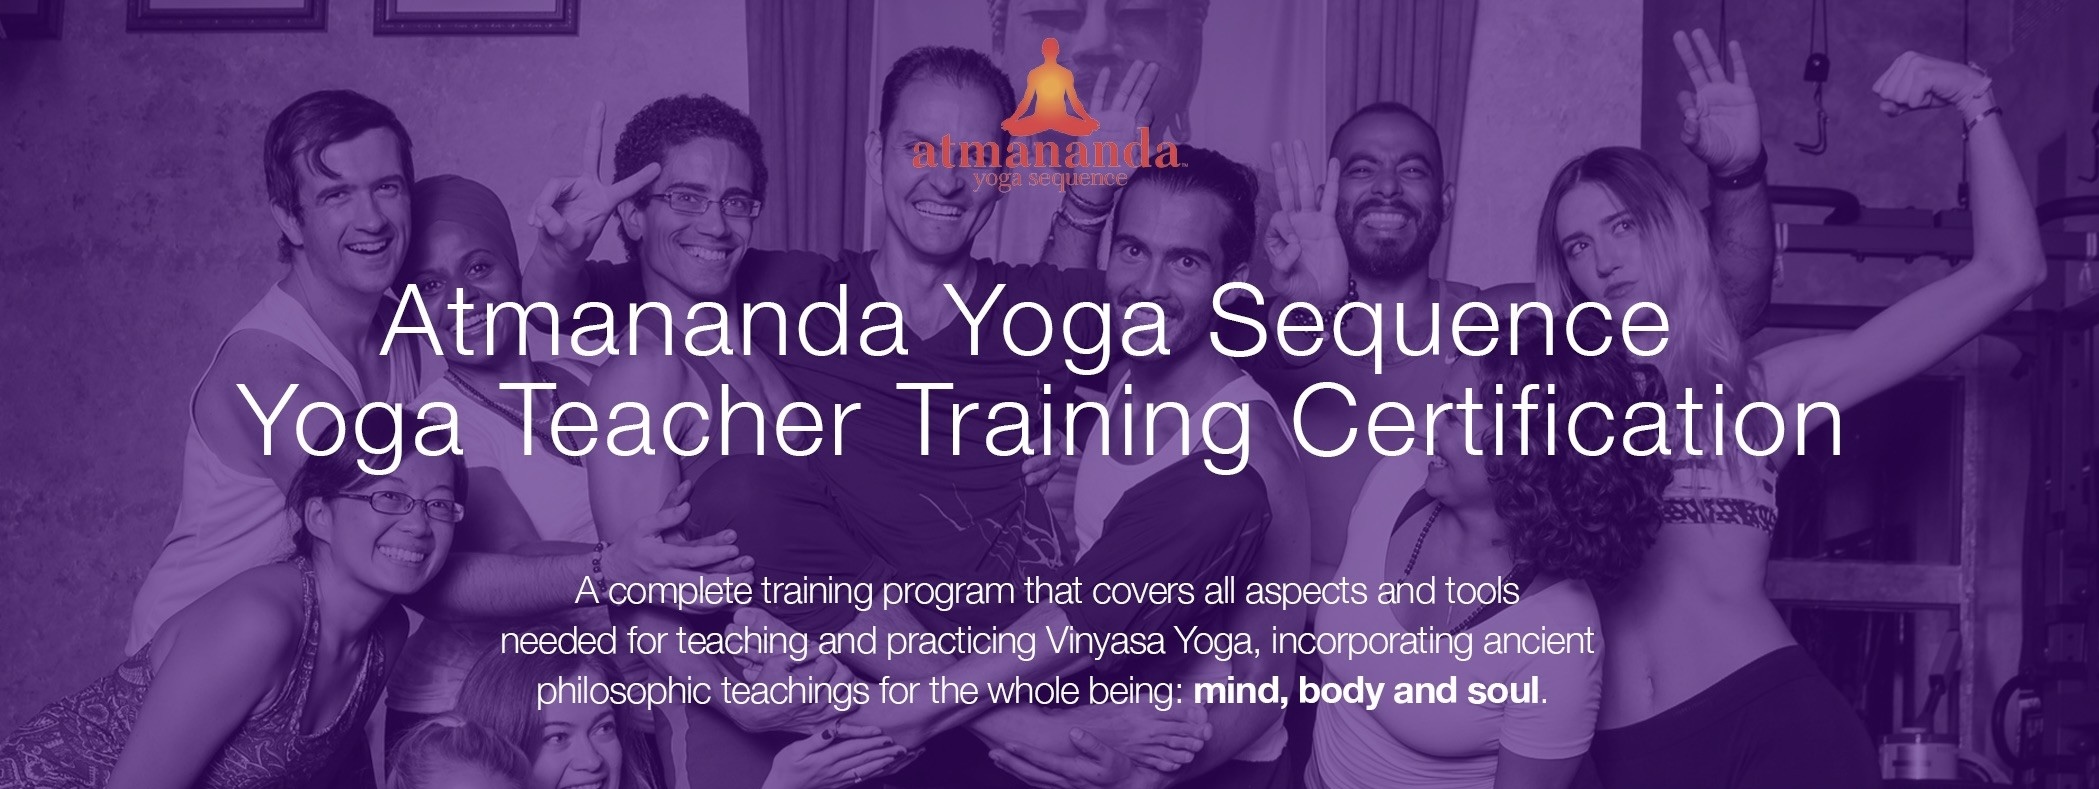 atmananda™
yoga sequence
Atmananda Yoga Sequence
Yoga Teacher Training Certification
A complete training program that covers all aspects and tools
needed for teaching and practicing Vinyasa Yoga, incorporating ancient
philosophic teachings for the whole being: mind, body and soul.